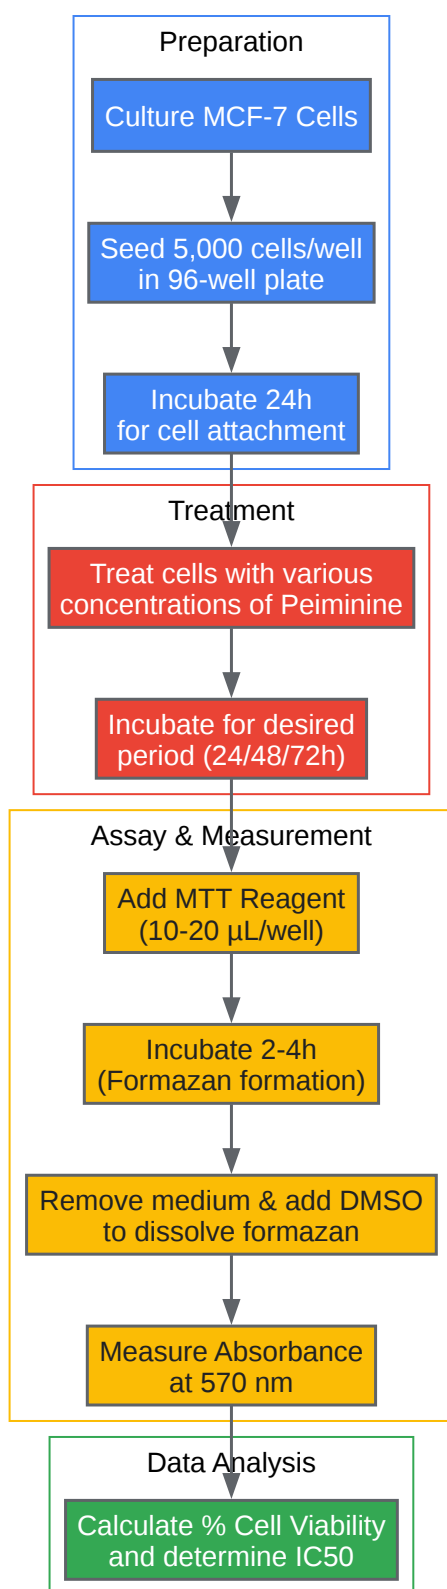 Preparation
Culture MCF-7 Cells
Seed 5,000 cells/well
in 96-well plate
Incubate 24h
for cell attachment
Treatment
Treat cells with various
concentrations of Peiminine
Incubate for desired
period (24/48/72h)
Assay & Measurement
Add MTT Reagent
(10-20 µL/well)
Incubate 2-4h
(Formazan formation)
Remove medium & add DMSO
to dissolve formazan
Measure Absorbance
at 570 nm
Data Analysis
Calculate % Cell Viability
and determine IC50